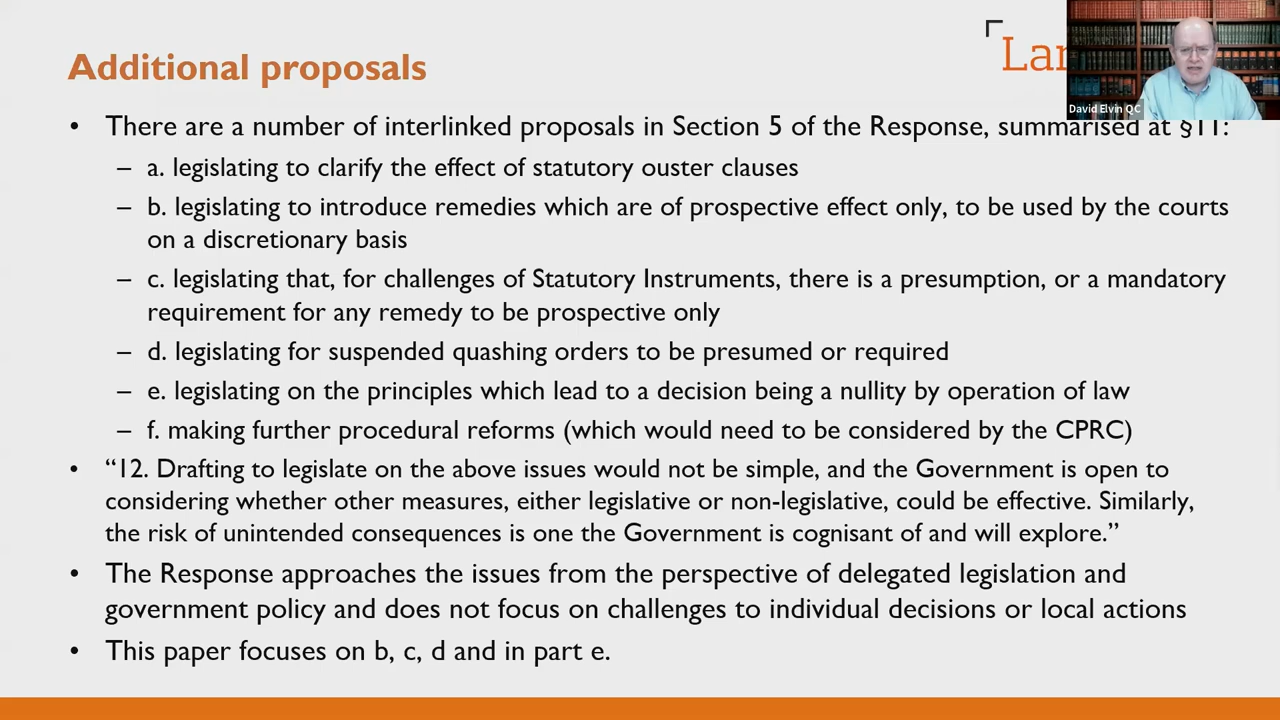 Additional proposals
Lan
David Elvin QC
• There are a number of interlinked proposals in Section 5 of the Response, summarised at §11:
– a. legislating to clarify the effect of statutory ouster clauses
– b. legislating to introduce remedies which are of prospective effect only, to be used by the courts
on a discretionary basis
– c. legislating that, for challenges of Statutory Instruments, there is a presumption, or a mandatory
requirement for any remedy to be prospective only
– d. legislating for suspended quashing orders to be presumed or required
– e. legislating on the principles which lead to a decision being a nullity by operation of law
– f. making further procedural reforms (which would need to be considered by the CPRC)
• “12. Drafting to legislate on the above issues would not be simple, and the Government is open to
considering whether other measures, either legislative or non-legislative, could be effective. Similarly,
the risk of unintended consequences is one the Government is cognisant of and will explore.”
• The Response approaches the issues from the perspective of delegated legislation and
government policy and does not focus on challenges to individual decisions or local actions
• This paper focuses on b, c, d and in part e.